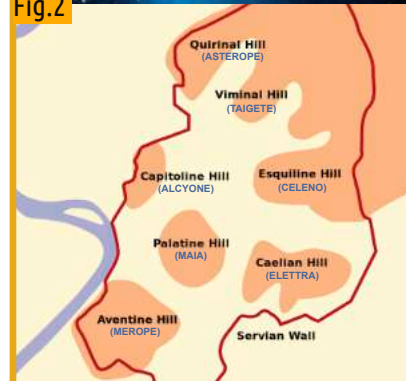 Fig.2
Quirinal Hill
(ASTEROPE)
Viminal Hill
(TAIGETE)
Capitoline Hill
(ALCYONE)
Esquiline Hill
(CELENO)
Palatine Hill
(MAIA)
Caelian Hill
(ELETTRA)
Aventine Hill
(MEROPE)
Servian Wall